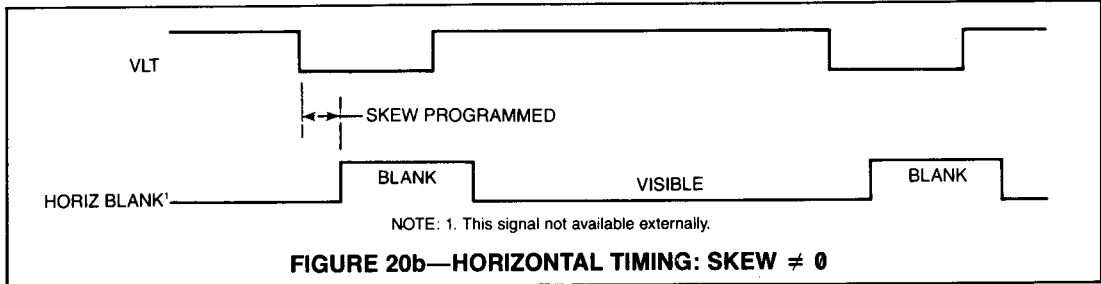 VLT
SKEW PROGRAMMED
BLANK
VISIBLE
BLANK
HORIZ BLANK¹
NOTE: 1. This signal not available externally.
FIGURE 20b—HORIZONTAL TIMING: SKEW ≠ 0